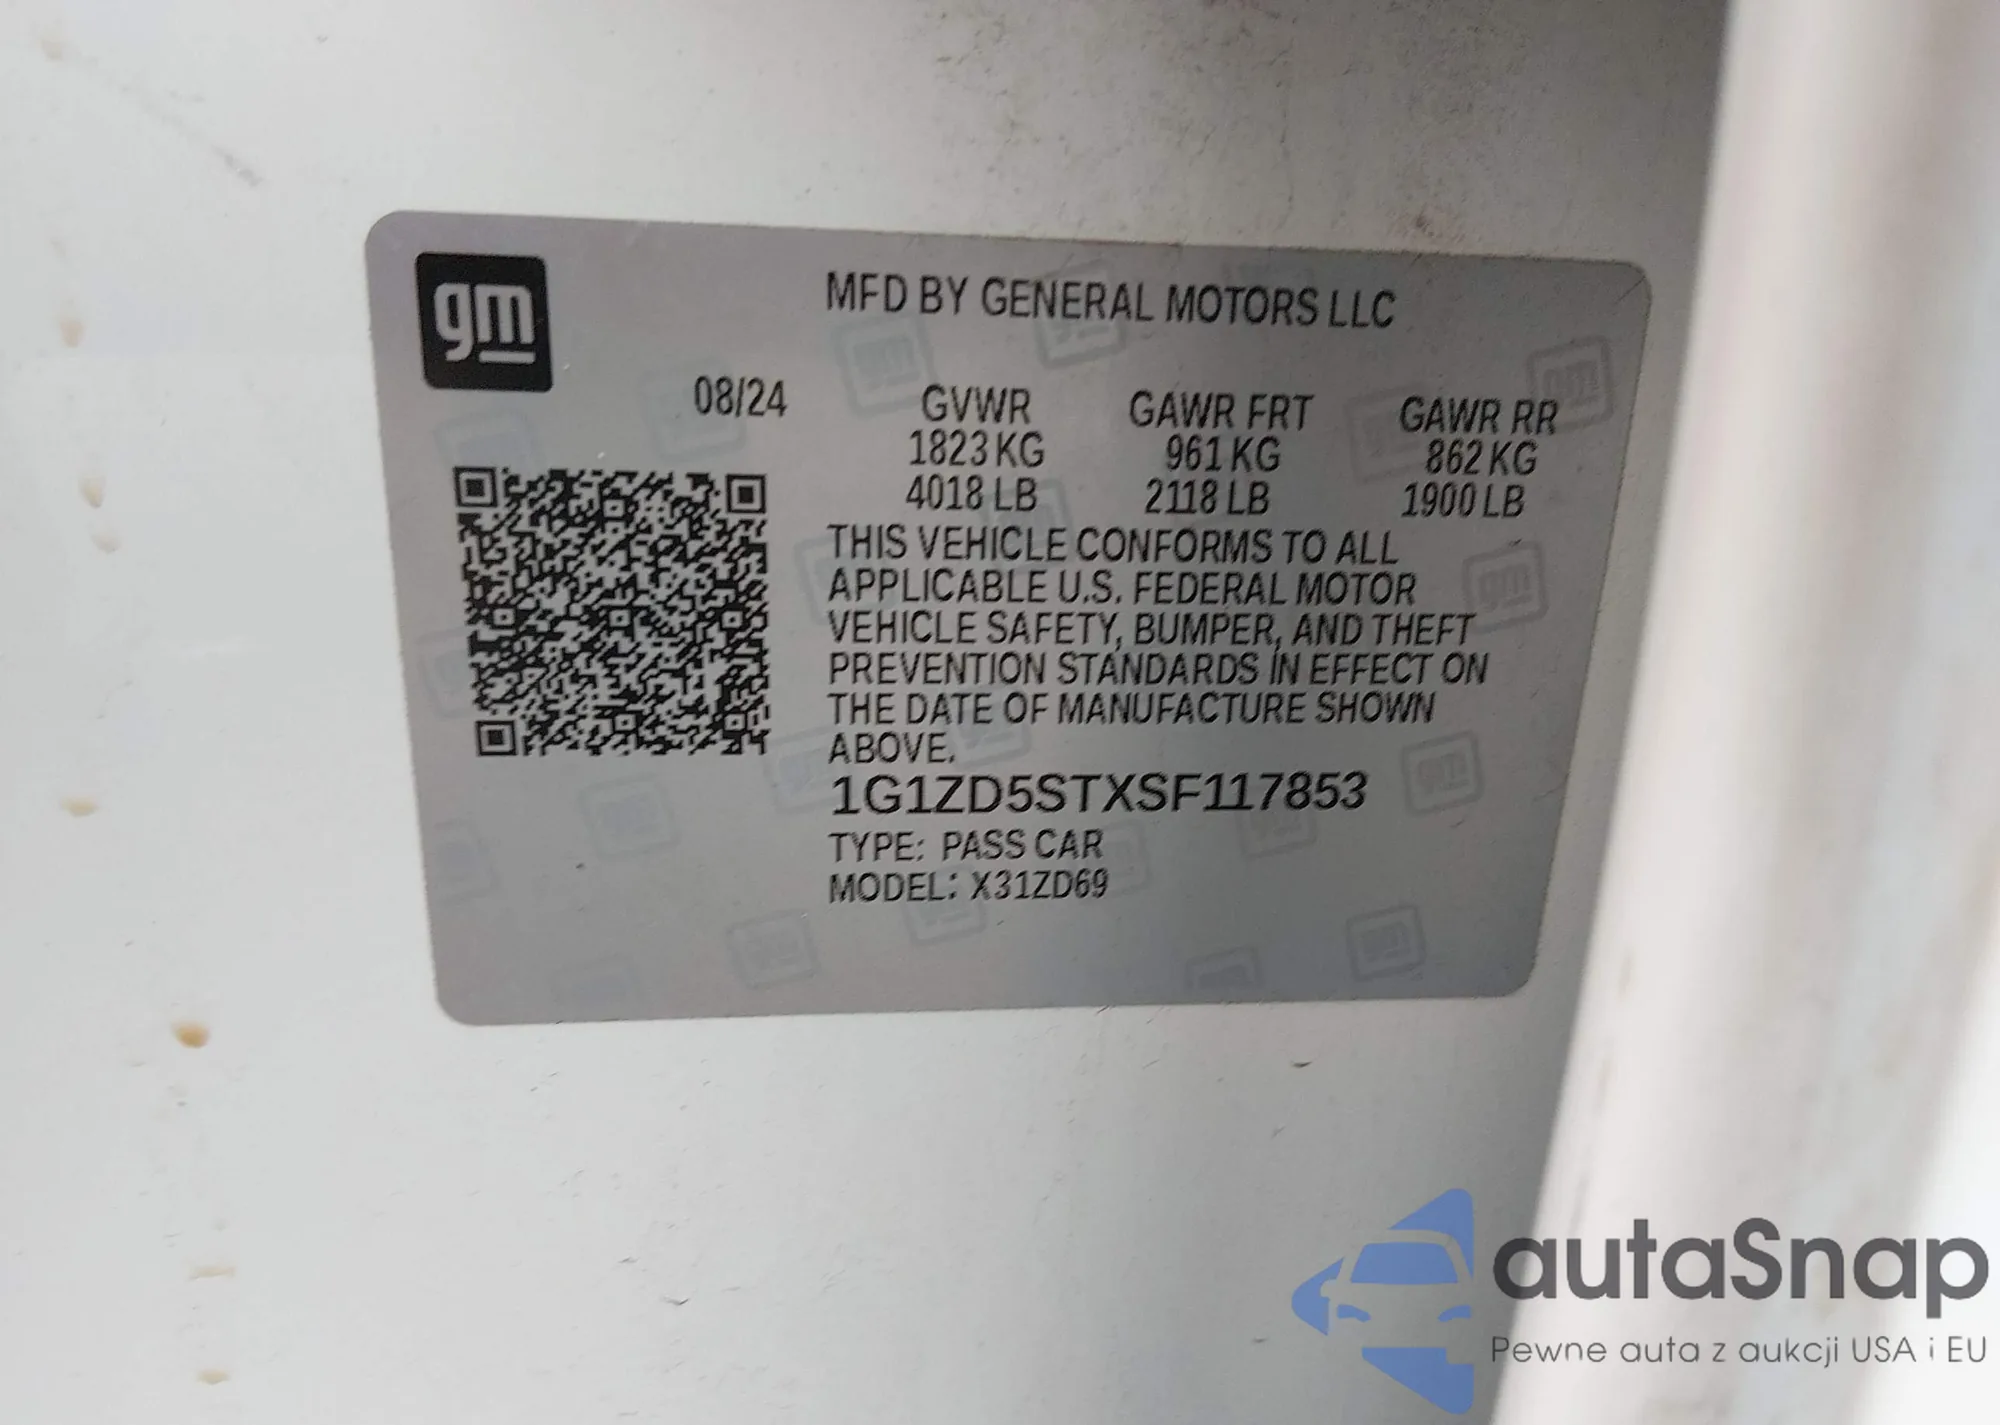 gm
MFD BY GENERAL MOTORS LLC
08/24 GVWR GAWR FRT GAWR RR
1823 KG 961 KG 862 KG
4018 LB 2118 LB 1900 LB
THIS VEHICLE CONFORMS TO ALL
APPLICABLE U.S. FEDERAL MOTOR
VEHICLE SAFETY, BUMPER, AND THEFT
PREVENTION STANDARDS IN EFFECT ON
THE DATE OF MANUFACTURE SHOWN
ABOVE.
1G1ZD5STXSF117853
TYPE: PASS CAR
MODEL: X31ZD69
autaSnap
Pewne auta z aukcji USA i EU